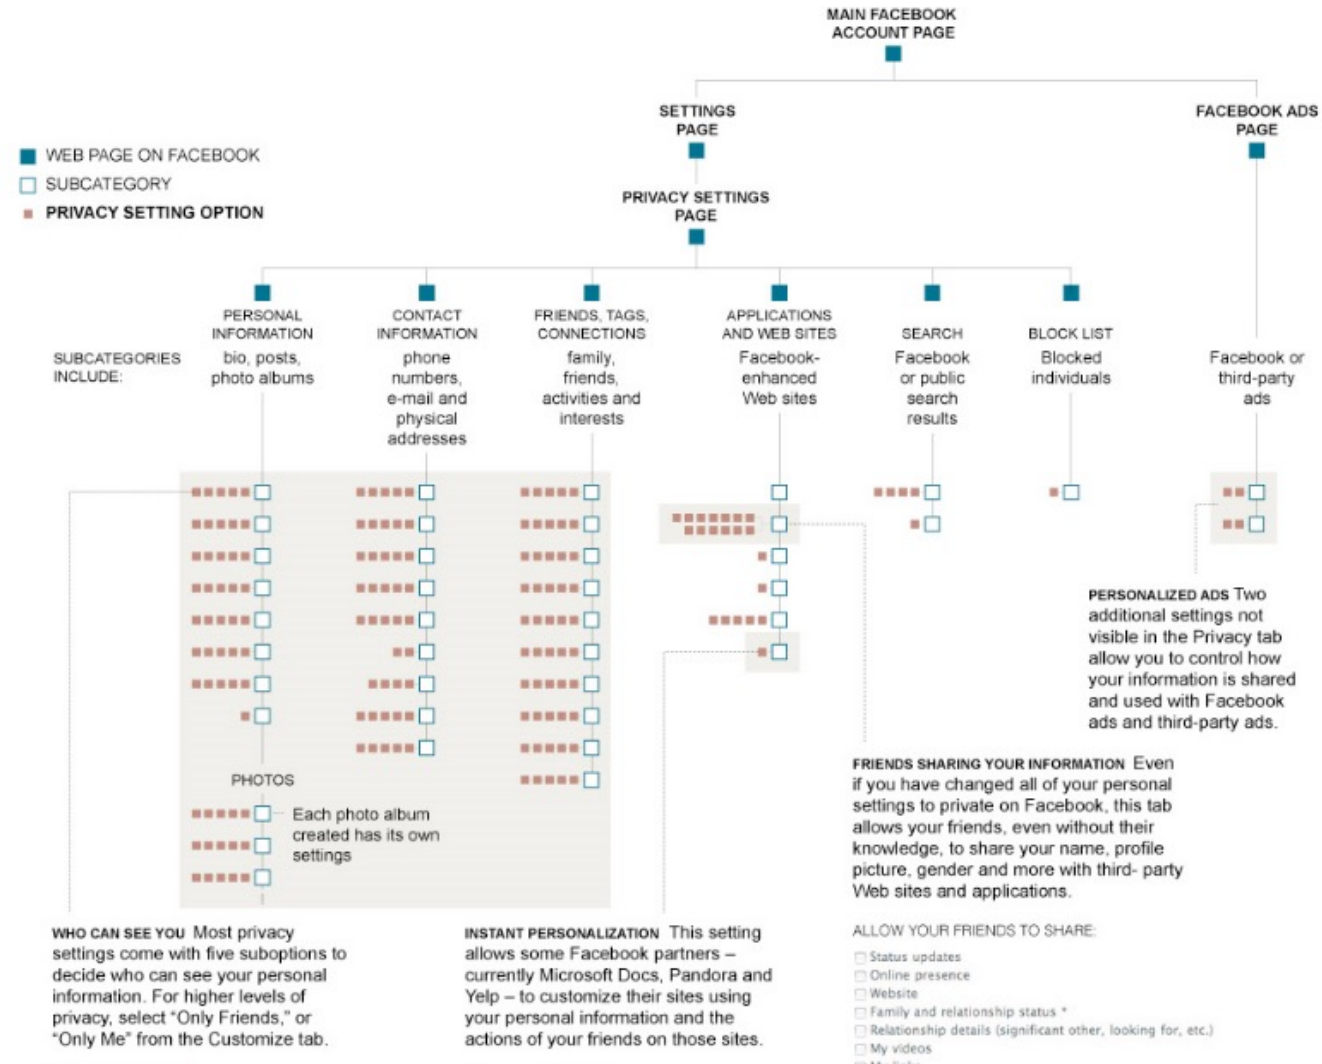 MAIN FACEBOOK
ACCOUNT PAGE
SETTINGS
PAGE
FACEBOOK ADS
PAGE
WEB PAGE ON FACEBOOK
SUBCATEGORY
PRIVACY SETTING OPTION
PRIVACY SETTINGS
PAGE
SUBCATEGORIES
INCLUDE:
PERSONAL
INFORMATION
bio, posts,
photo albums
CONTACT
INFORMATION
phone
numbers,
e-mail and
physical
addresses
FRIENDS, TAGS,
CONNECTIONS
family,
friends,
activities and
interests
APPLICATIONS
AND WEB SITES
Facebook-
enhanced
Web sites
SEARCH
Facebook
or public
search
results
BLOCK LIST
Blocked
individuals
Facebook or
third-party
ads
PHOTOS
Each photo album
created has its own
settings
PERSONALIZED ADS Two
additional settings not
visible in the Privacy tab
allow you to control how
your information is shared
and used with Facebook
ads and third-party ads.
FRIENDS SHARING YOUR INFORMATION Even
if you have changed all of your personal
settings to private on Facebook, this tab
allows your friends, even without their
knowledge, to share your name, profile
picture, gender and more with third- party
Web sites and applications.
WHO CAN SEE YOU Most privacy
settings come with five suboptions to
decide who can see your personal
information. For higher levels of
privacy, select “Only Friends,” or
“Only Me” from the Customize tab.
INSTANT PERSONALIZATION This setting
allows some Facebook partners –
currently Microsoft Docs, Pandora and
Yelp – to customize their sites using
your personal information and the
actions of your friends on those sites.
ALLOW YOUR FRIENDS TO SHARE:
Status updates
Online presence
Website
Family and relationship status *
Relationship details (significant other, looking for, etc.)
My videos